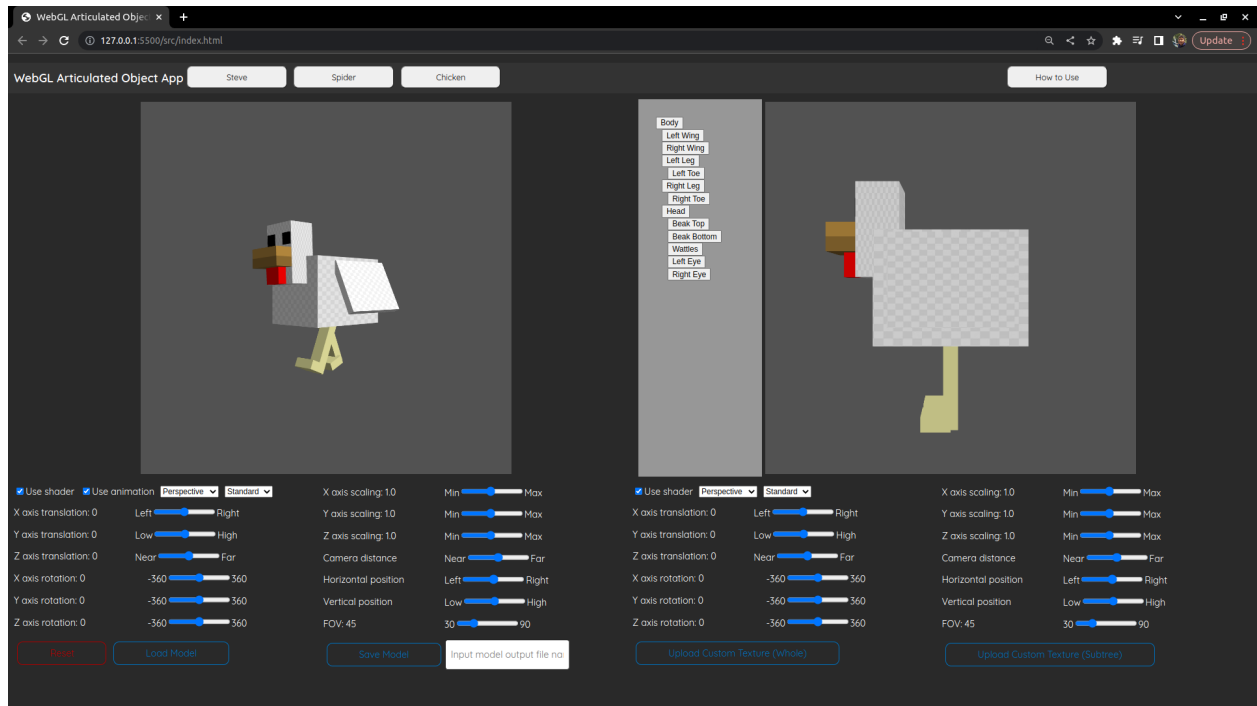 WebGL Articulated Objec
127.0.0.1:5500/src/index.html
Update
WebGL Articulated Object App
Steve
Spider
Chicken
How to Use
Body
Left Wing
Right Wing
Left Leg
Left Toe
Right Leg
Right Toe
Head
Beak Top
Beak Bottom
Wattles
Left Eye
Right Eye
Use shader Use animation Perspective Standard
X axis translation: 0 Left Right
Y axis translation: 0 Low High
Z axis translation: 0 Near Far
X axis rotation: 0 -360 360
Y axis rotation: 0 -360 360
Z axis rotation: 0 -360 360
X axis scaling: 1.0 Min Max
Y axis scaling: 1.0 Min Max
Z axis scaling: 1.0 Min Max
Camera distance Near Far
Horizontal position Left Right
Vertical position Low High
FOV: 45 30 90
Reset
Load Model
Save Model
Input model output file na
Use shader Perspective Standard
X axis translation: 0 Left Right
Y axis translation: 0 Low High
Z axis translation: 0 Near Far
X axis rotation: 0 -360 360
Y axis rotation: 0 -360 360
Z axis rotation: 0 -360 360
X axis scaling: 1.0 Min Max
Y axis scaling: 1.0 Min Max
Z axis scaling: 1.0 Min Max
Camera distance Near Far
Horizontal position Left Right
Vertical position Low High
FOV: 45 30 90
Upload Custom Texture (Whole)
Upload Custom Texture (Subtree)